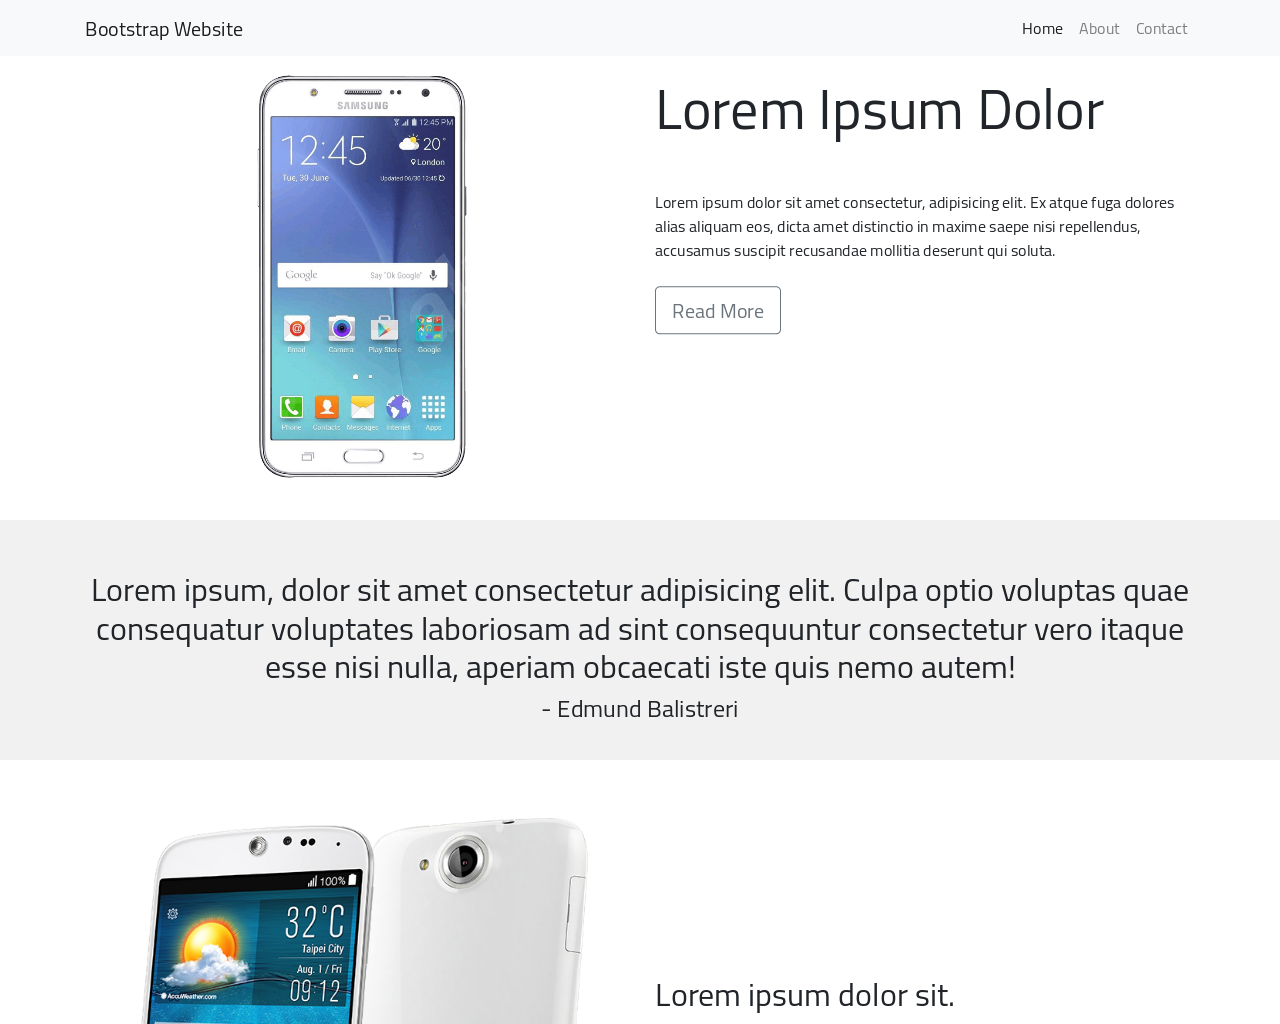 Bootstrap Website
Home About Contact
SAMSUNG
12:45 PM
12:45
20°
London
Tue, 30 June
Updated 06/30 12:45
Google
Say "Ok Google"
Email Camera Play Store Google
Phone Contacts Messages Internet Apps
Lorem Ipsum Dolor
Lorem ipsum dolor sit amet consectetur, adipisicing elit. Ex atque fuga dolores
alias aliquam eos, dicta amet distinctio in maxime saepe nisi repellendus,
accusamus suscipit recusandae mollitia deserunt qui soluta.
Read More
Lorem ipsum, dolor sit amet consectetur adipisicing elit. Culpa optio voluptas quae
consequatur voluptates laboriosam ad sint consequuntur consectetur vero itaque
esse nisi nulla, aperiam obcaecati iste quis nemo autem!
- Edmund Balistreri
100%
32°C
Taipei City
Aug. 1 / Fri
09:12
AccuWeather.com
Lorem ipsum dolor sit.